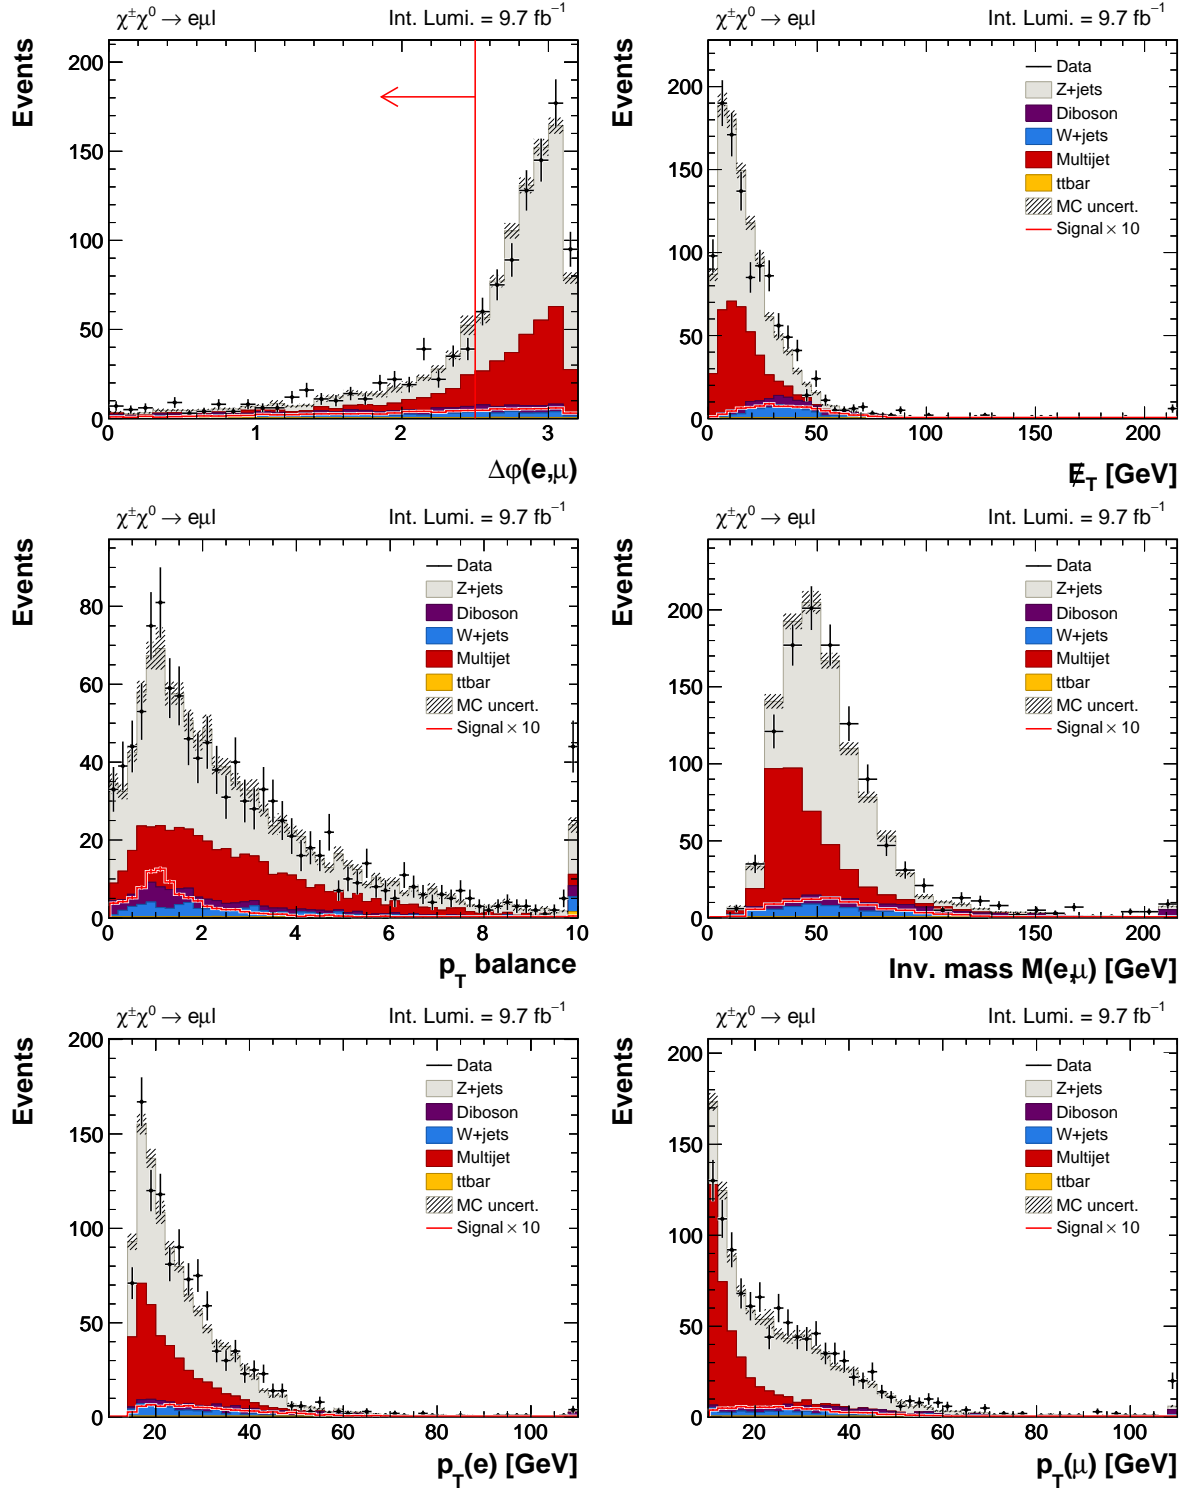 χ±χ0 → eμl Int. Lumi. = 9.7 fb−1
Events
200
150
100
50
0
0 1 2 3
Δφ(e,μ)
χ±χ0 → eμl Int. Lumi. = 9.7 fb−1
Events
200
150
100
50
0
0 50 100 150 200
E̸T [GeV]
Data
Z+jets
Diboson
W+jets
Multijet
ttbar
MC uncert.
Signal × 10
χ±χ0 → eμl Int. Lumi. = 9.7 fb−1
Events
80
60
40
20
0
0 2 4 6 8 10
pT balance
Data
Z+jets
Diboson
W+jets
Multijet
ttbar
MC uncert.
Signal × 10
χ±χ0 → eμl Int. Lumi. = 9.7 fb−1
Events
200
150
100
50
0
0 50 100 150 200
Inv. mass M(e,μ) [GeV]
Data
Z+jets
Diboson
W+jets
Multijet
ttbar
MC uncert.
Signal × 10
χ±χ0 → eμl Int. Lumi. = 9.7 fb−1
Events
200
150
100
50
0
20 40 60 80 100
pT(e) [GeV]
Data
Z+jets
Diboson
W+jets
Multijet
ttbar
MC uncert.
Signal × 10
χ±χ0 → eμl Int. Lumi. = 9.7 fb−1
Events
200
150
100
50
0
20 40 60 80 100
pT(μ) [GeV]
Data
Z+jets
Diboson
W+jets
Multijet
ttbar
MC uncert.
Signal × 10